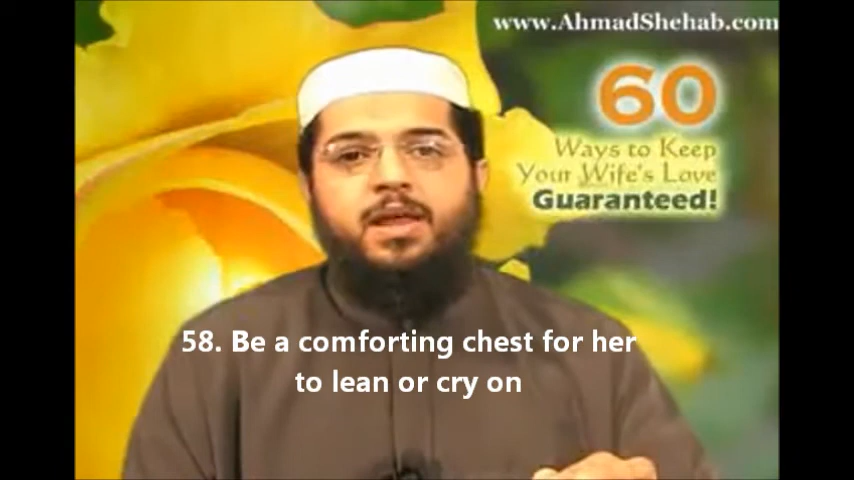 www.AhmadShehab.com
60
Ways to Keep
Your Wife's Love
Guaranteed!
58. Be a comforting chest for her
to lean or cry on